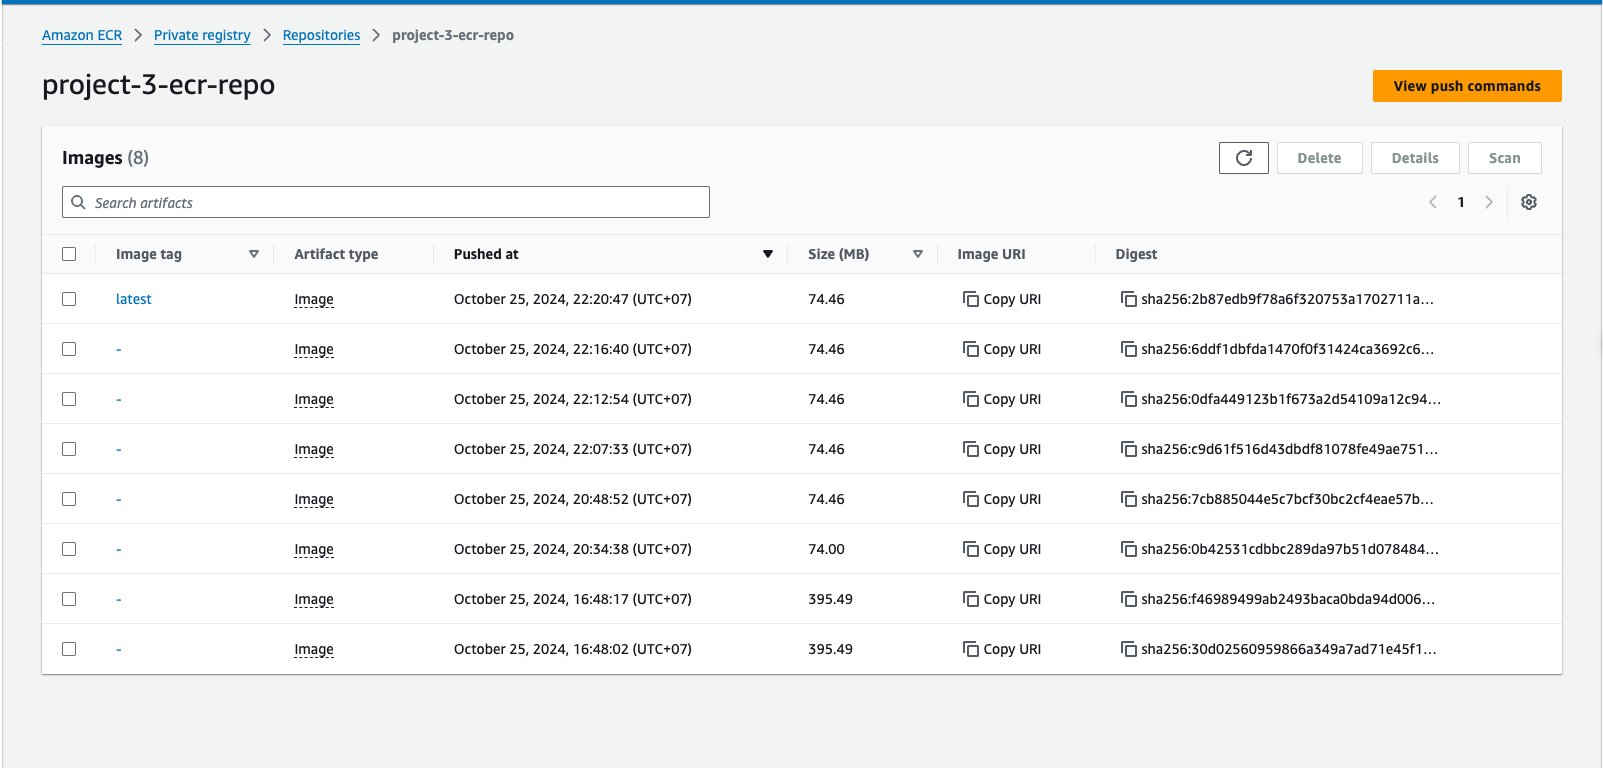 Amazon ECR > Private registry > Repositories > project-3-ecr-repo
project-3-ecr-repo
View push commands
Images (8)
Delete Details Scan
Search artifacts
1
Image tag Artifact type Pushed at Size (MB) Image URI Digest
latest Image October 25, 2024, 22:20:47 (UTC+07) 74.46 Copy URI sha256:2b87edb9f78a6f320753a1702711a...
- Image October 25, 2024, 22:16:40 (UTC+07) 74.46 Copy URI sha256:6ddf1dbfda1470f0f31424ca3692c6...
- Image October 25, 2024, 22:12:54 (UTC+07) 74.46 Copy URI sha256:0dfa449123b1f673a2d54109a12c94...
- Image October 25, 2024, 22:07:33 (UTC+07) 74.46 Copy URI sha256:c9d61f516d43dbdf81078fe49ae751...
- Image October 25, 2024, 20:48:52 (UTC+07) 74.46 Copy URI sha256:7cb885044e5c7bcf30bc2cf4eae57b...
- Image October 25, 2024, 20:34:38 (UTC+07) 74.00 Copy URI sha256:0b42531cdbbc289da97b51d078484...
- Image October 25, 2024, 16:48:17 (UTC+07) 395.49 Copy URI sha256:f46989499ab2493baca0bda94d006...
- Image October 25, 2024, 16:48:02 (UTC+07) 395.49 Copy URI sha256:30d02560959866a349a7ad71e45f1...